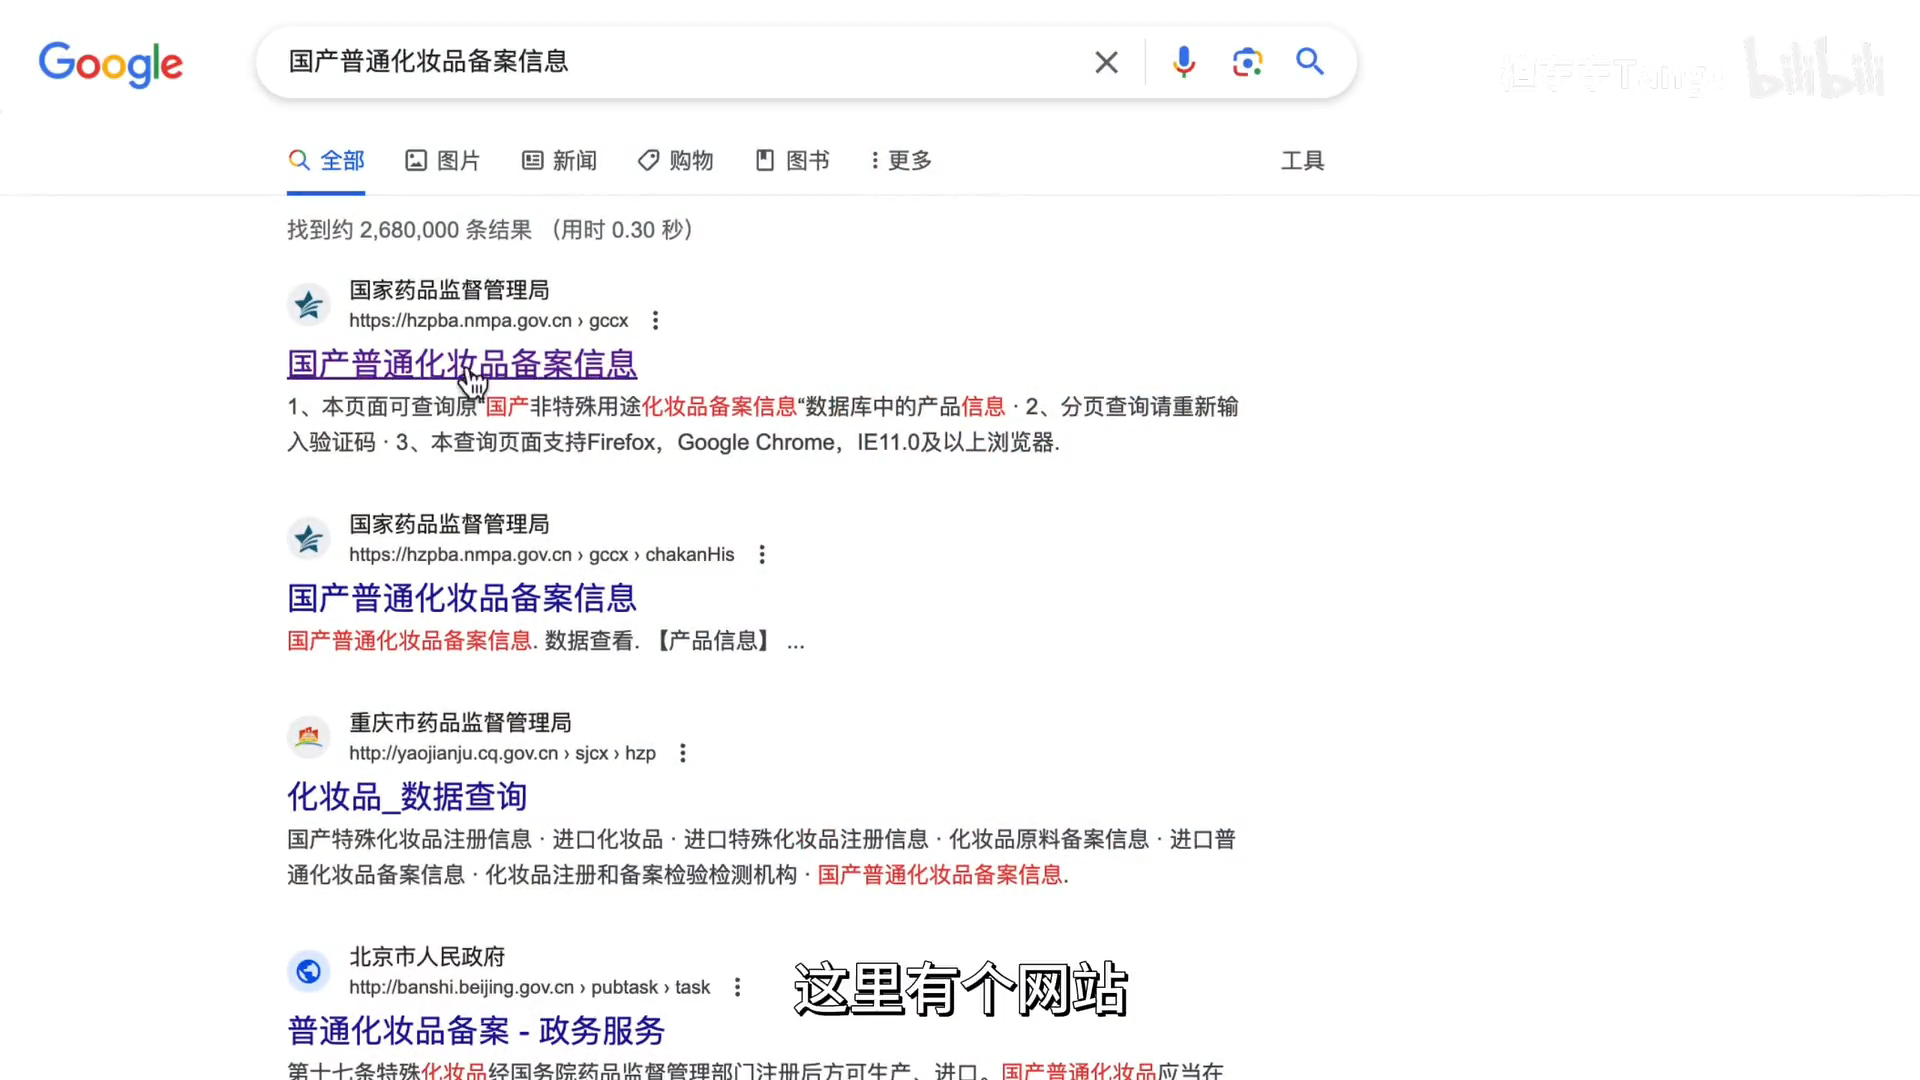 Google
国产普通化妆品备案信息
bilibili
全部
图片
新闻
购物
图书
更多
工具
找到约 2,680,000 条结果 （用时 0.30 秒）
国家药品监督管理局
https://hzpba.nmpa.gov.cn › gccx
国产普通化妆品备案信息
1、本页面可查询原“国产非特殊用途化妆品备案信息“数据库中的产品信息 · 2、分页查询请重新输
入验证码 · 3、本查询页面支持Firefox，Google Chrome，IE11.0及以上浏览器.
国家药品监督管理局
https://hzpba.nmpa.gov.cn › gccx › chakanHis
国产普通化妆品备案信息
国产普通化妆品备案信息. 数据查看. 【产品信息】 ...
重庆市药品监督管理局
http://yaojianju.cq.gov.cn › sjcx › hzp
化妆品_数据查询
国产特殊化妆品注册信息 · 进口化妆品 · 进口特殊化妆品注册信息 · 化妆品原料备案信息 · 进口普
通化妆品备案信息 · 化妆品注册和备案检验检测机构 · 国产普通化妆品备案信息.
北京市人民政府
http://banshi.beijing.gov.cn › pubtask › task
这里有个网站
普通化妆品备案 - 政务服务
第十七条特殊化妆品经国务院药品监督管理部门注册后方可生产、进口。国产普通化妆品应当在